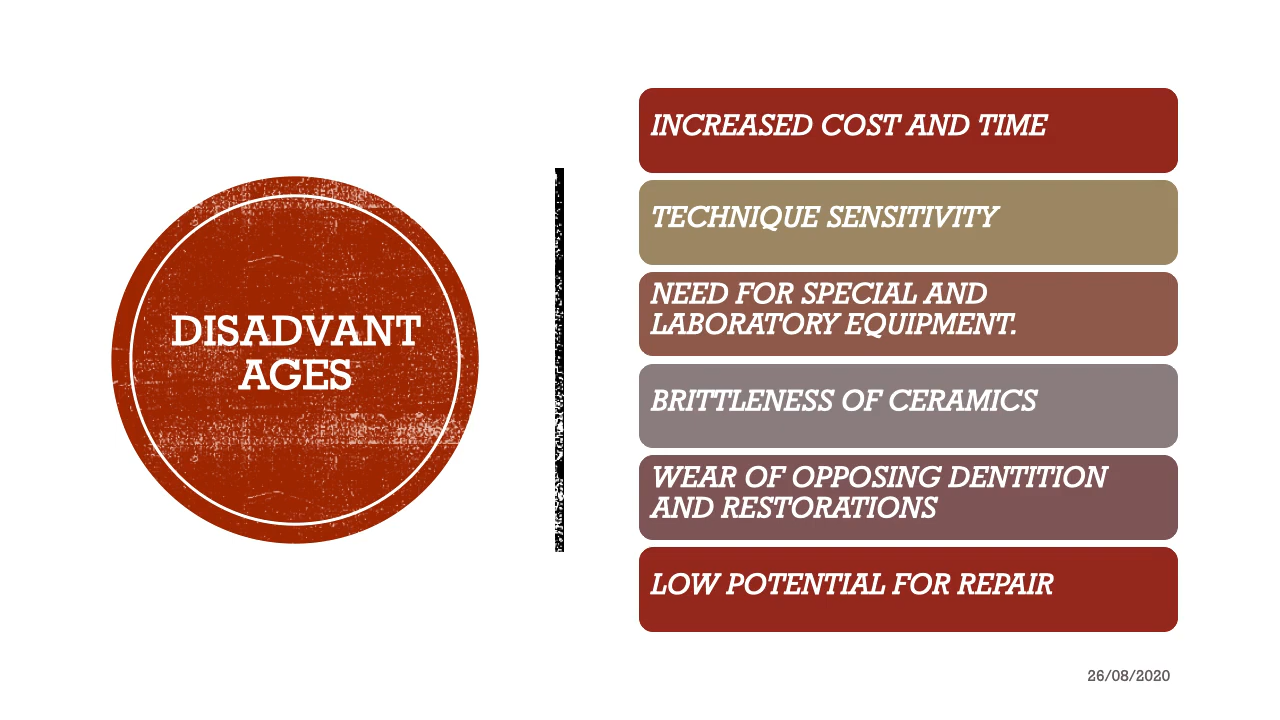 DISADVANT
AGES
INCREASED COST AND TIME
TECHNIQUE SENSITIVITY
NEED FOR SPECIAL AND
LABORATORY EQUIPMENT.
BRITTLENESS OF CERAMICS
WEAR OF OPPOSING DENTITION
AND RESTORATIONS
LOW POTENTIAL FOR REPAIR
26/08/2020